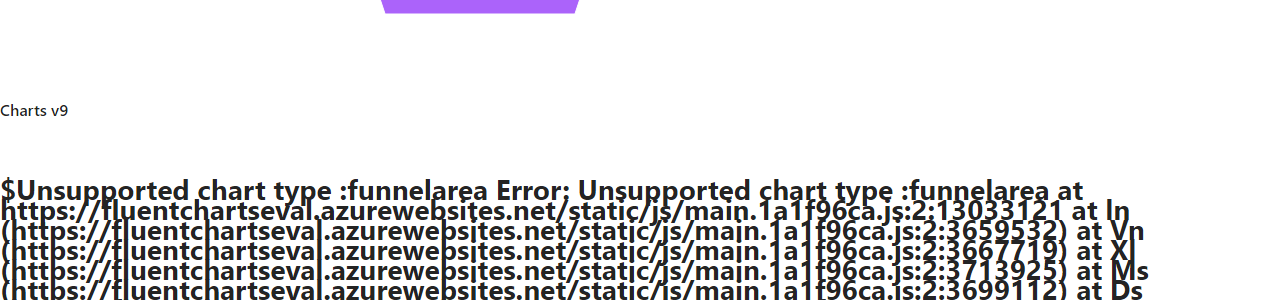 Charts v9
$Unsupported chart type :funnelarea Error: Unsupported chart type :funnelarea at
https://fluentchartseval.azurewebsites.net/static/js/main.1a1f96ca.js:2:13033121 at ln
(https://fluentchartseval.azurewebsites.net/static/js/main.1a1f96ca.js:2:3659532) at Vn
(https://fluentchartseval.azurewebsites.net/static/js/main.1a1f96ca.js:2:3667719) at Xl
(https://fluentchartseval.azurewebsites.net/static/js/main.1a1f96ca.js:2:3713925) at Ms
(https://fluentchartseval.azurewebsites.net/static/js/main.1a1f96ca.js:2:3699112) at Ds